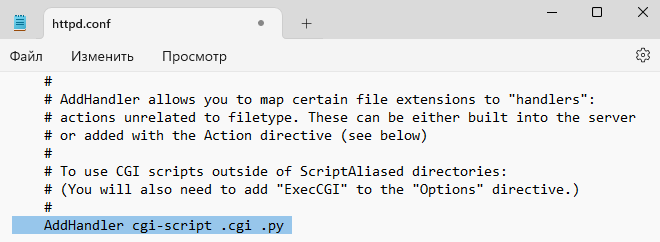 httpd.conf
Файл Изменить Просмотр
#
# AddHandler allows you to map certain file extensions to "handlers":
# actions unrelated to filetype. These can be either built into the server
# or added with the Action directive (see below)
#
# To use CGI scripts outside of ScriptAliased directories:
# (You will also need to add "ExecCGI" to the "Options" directive.)
#
AddHandler cgi-script .cgi .py